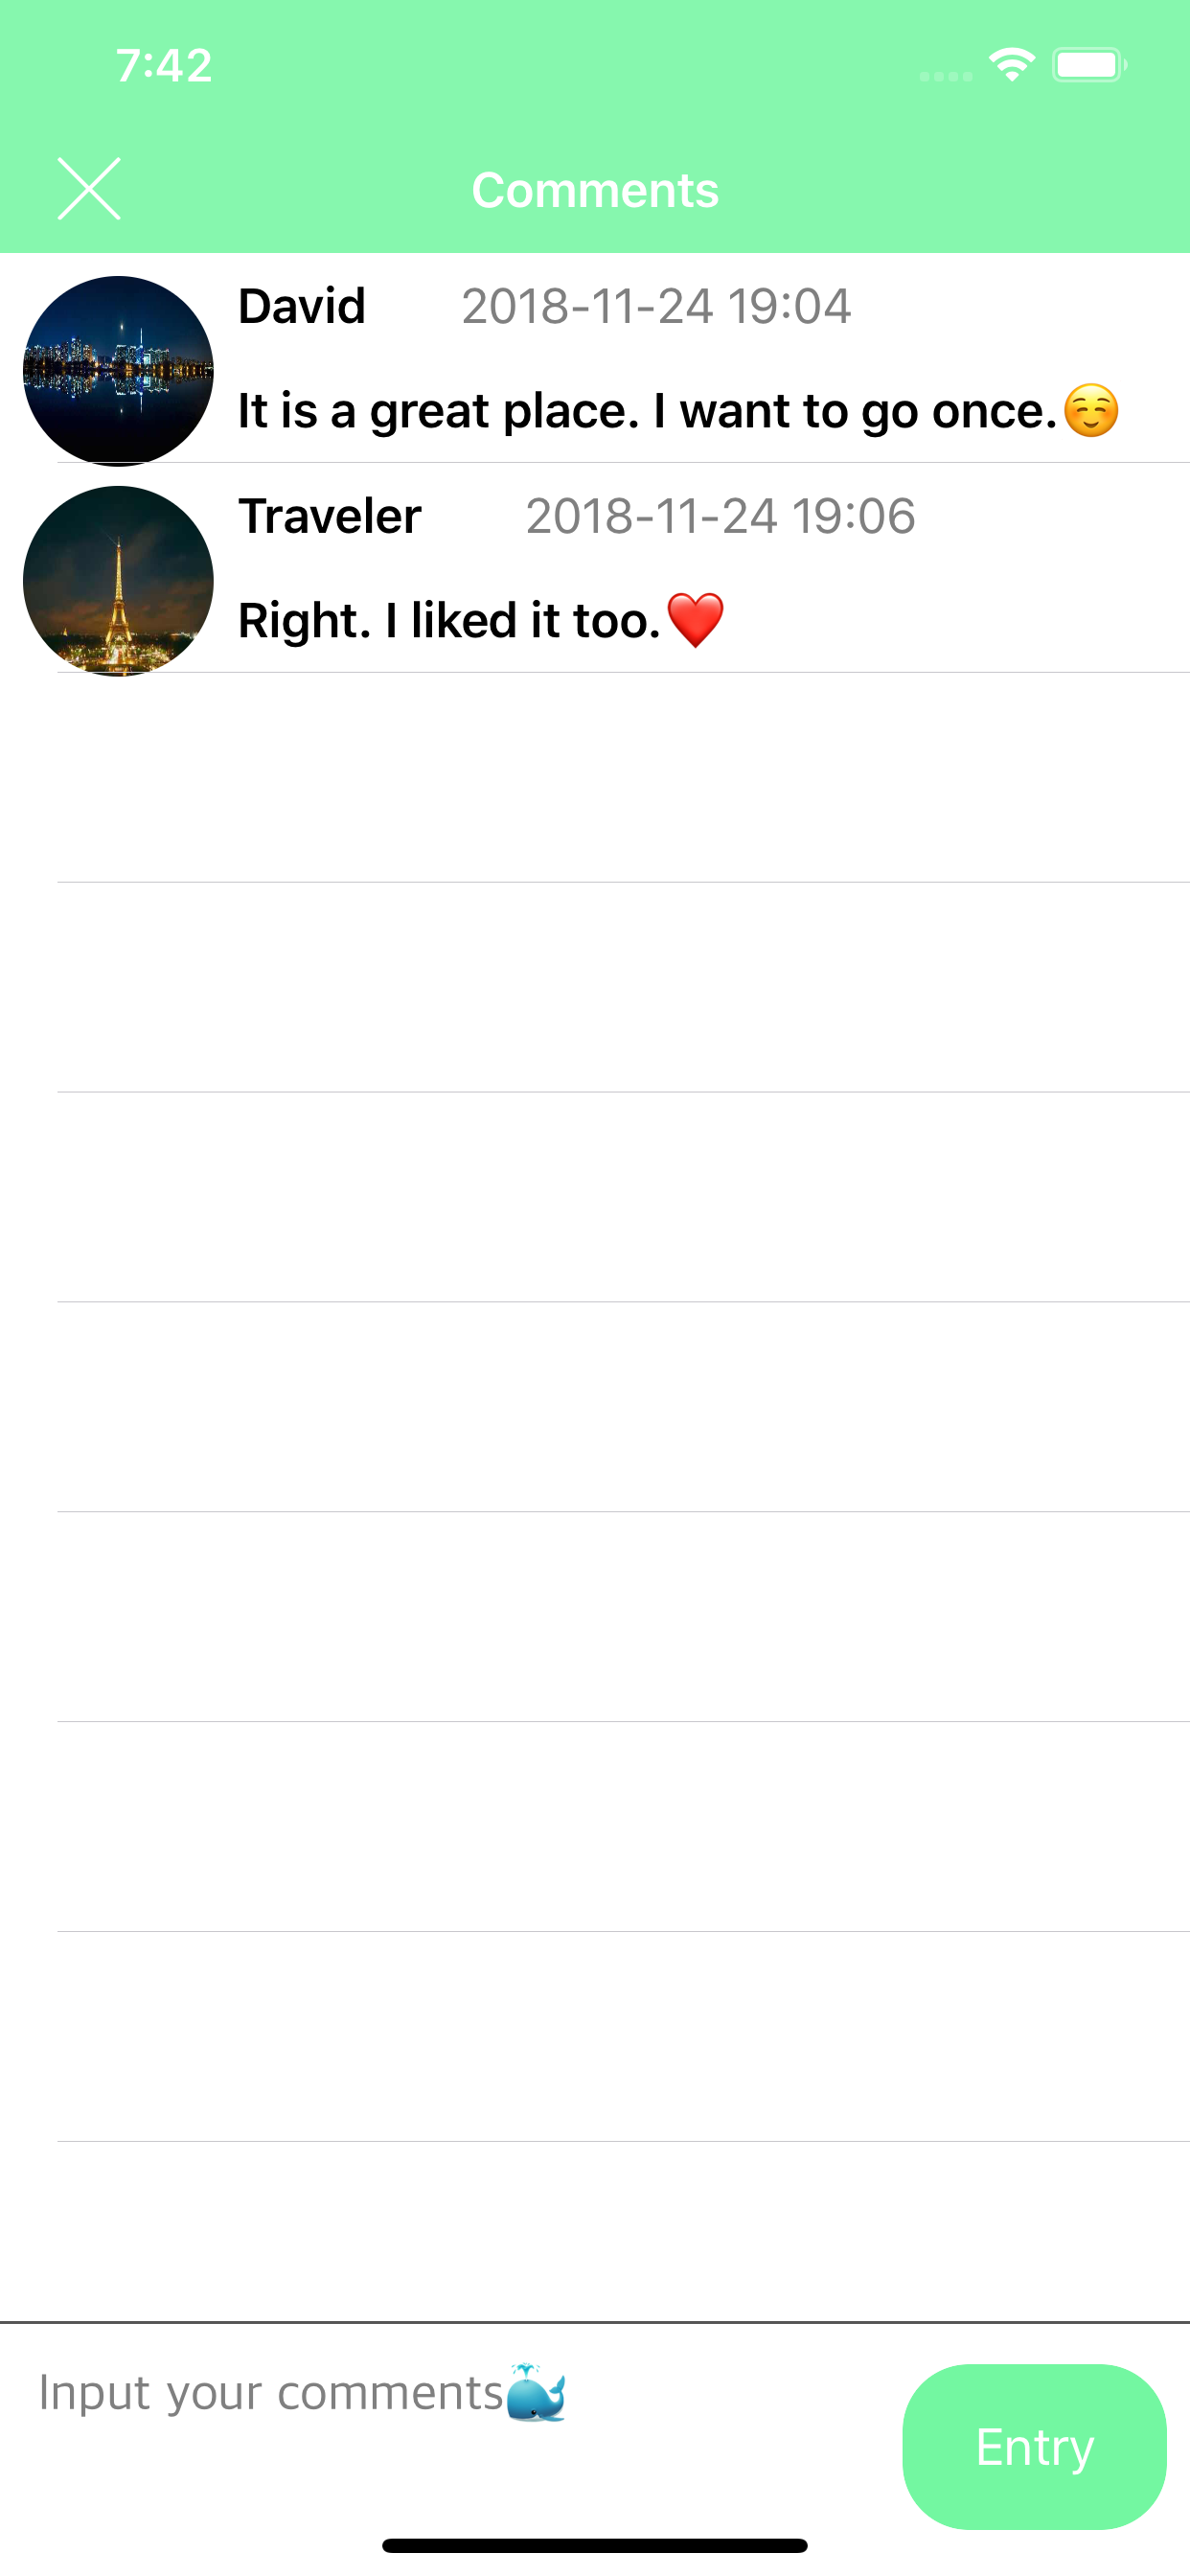 7:42
Comments
David 2018-11-24 19:04
It is a great place. I want to go once.☺️
Traveler 2018-11-24 19:06
Right. I liked it too.❤️
Input your comments🐳
Entry